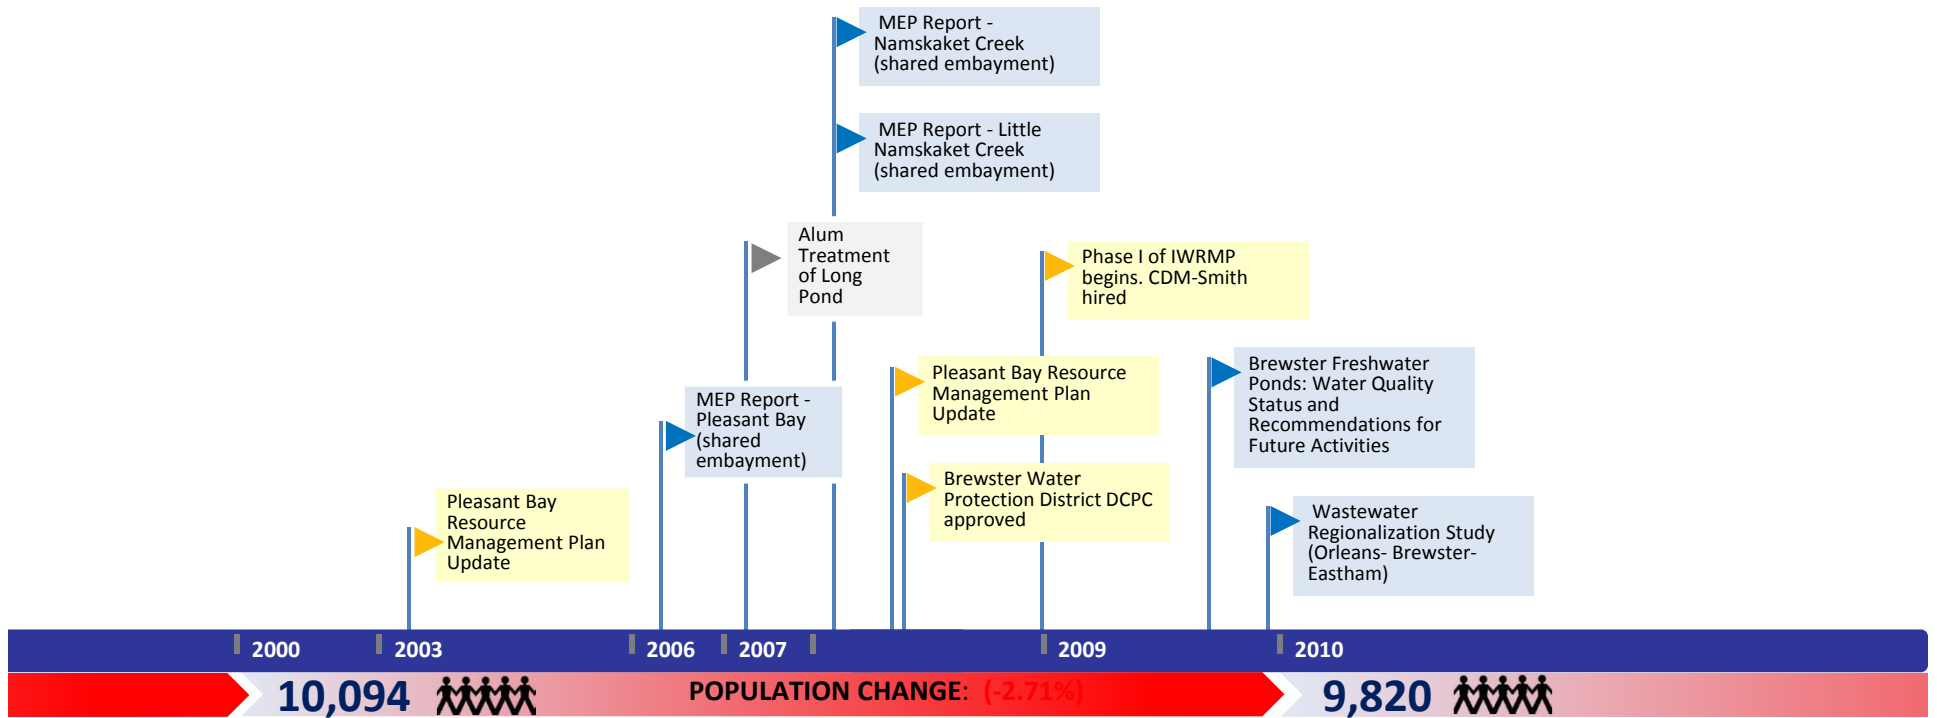 MEP Report -
Namskaket Creek
(shared embayment)
MEP Report - Little
Namskaket Creek
(shared embayment)
Alum
Treatment
of Long
Pond
Phase I of IWRMP
begins. CDM-Smith
hired
Pleasant Bay Resource
Management Plan
Update
Brewster Freshwater
Ponds: Water Quality
Status and
Recommendations for
Future Activities
MEP Report -
Pleasant Bay
(shared
embayment)
Brewster Water
Protection District DCPC
approved
Pleasant Bay
Resource
Management Plan
Update
Wastewater
Regionalization Study
(Orleans- Brewster-
Eastham)
2000 2003 2006 2007 2009 2010
10,094 POPULATION CHANGE: (-2.71%) 9,820